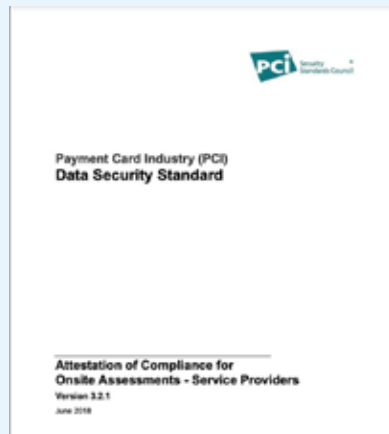 PCI Security
Standards Council
Payment Card Industry (PCI)
Data Security Standard
Attestation of Compliance for
Onsite Assessments - Service Providers
Version 3.2.1
June 2018